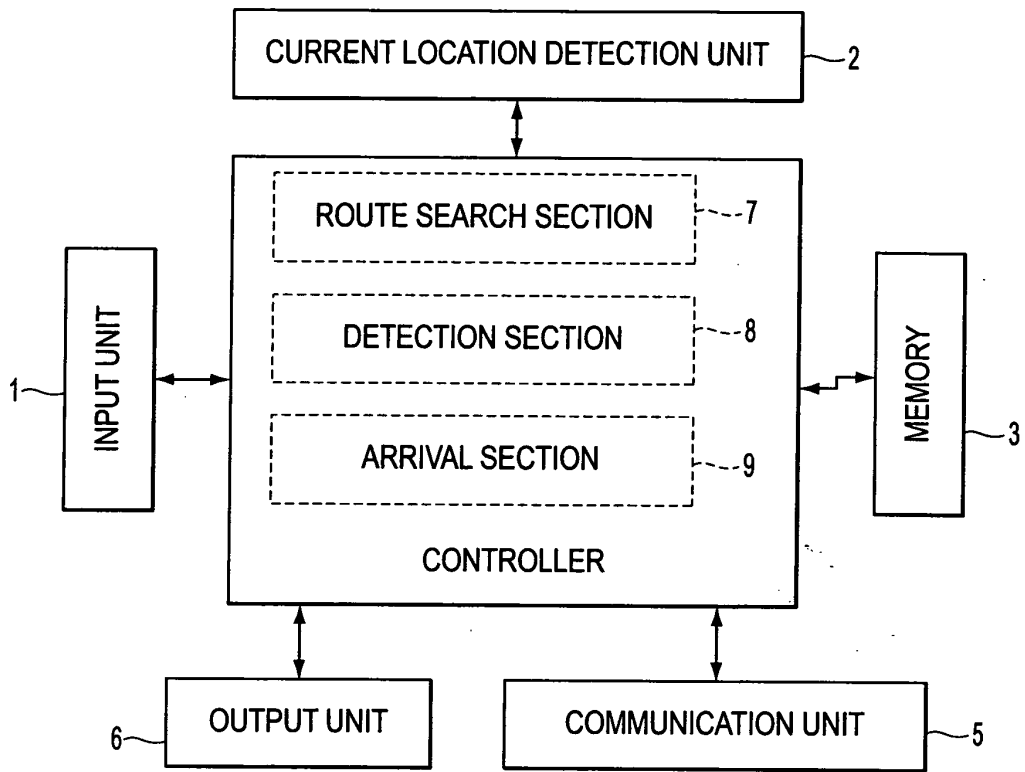 CURRENT LOCATION DETECTION UNIT
2
ROUTE SEARCH SECTION
7
DETECTION SECTION
8
ARRIVAL SECTION
9
CONTROLLER
1
INPUT UNIT
MEMORY
3
OUTPUT UNIT
6
COMMUNICATION UNIT
5